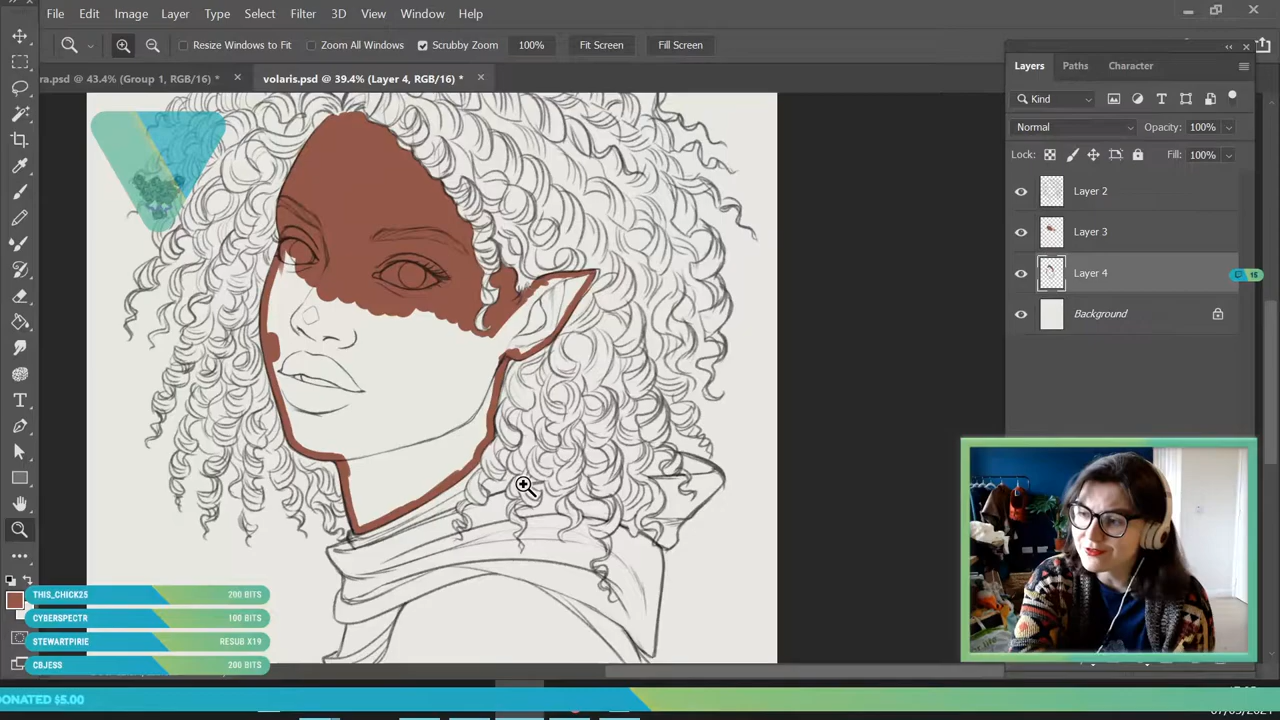 File Edit Image Layer Type Select Filter 3D View Window Help
Resize Windows to Fit Zoom All Windows Scrubby Zoom 100% Fit Screen Fill Screen
ra.psd @ 43.4% (Group 1, RGB/16) * volaris.psd @ 39.4% (Layer 4, RGB/16) *
Layers Paths Character
Kind
Normal Opacity: 100%
Lock: Fill: 100%
Layer 2
Layer 3
Layer 4
15
Background
THIS_CHICK25 200 BITS
CYBERSPECTR 100 BITS
STEWARTPIRIE RESUB X19
CBJESS 200 BITS
DONATED $5.00